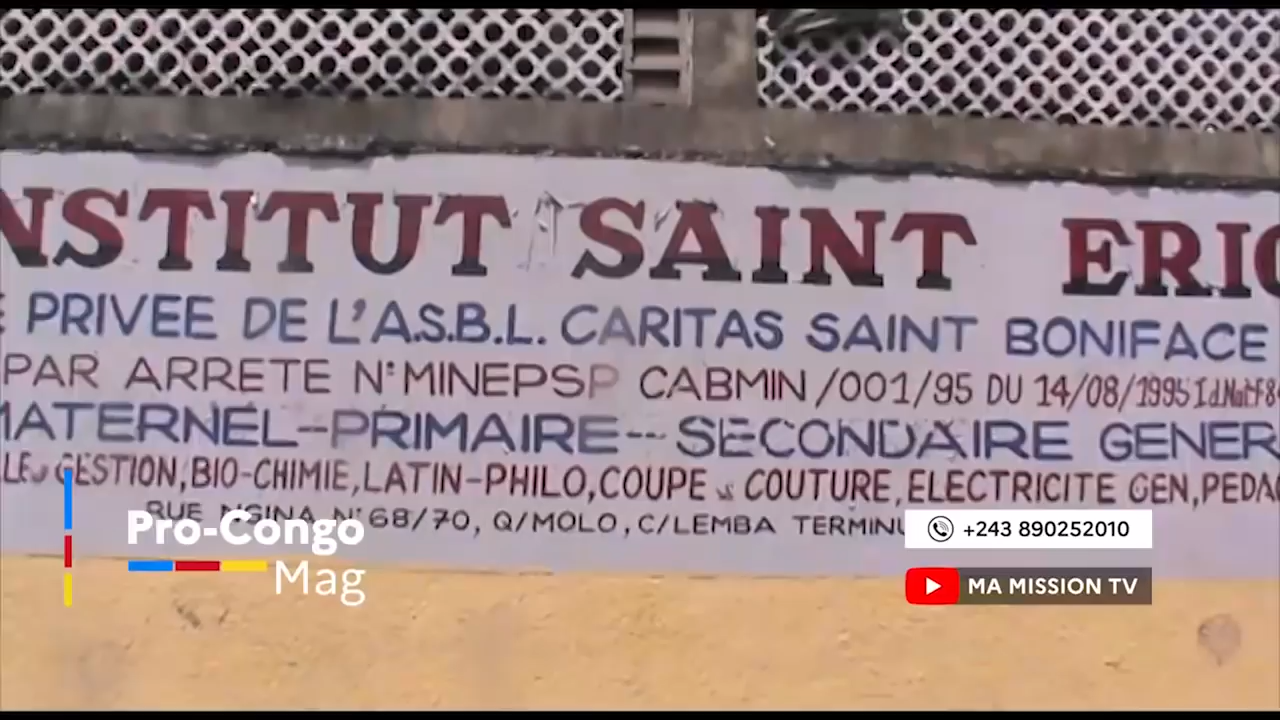 NSTITUT SAINT ERIC
E PRIVEE DE L'A.S.B.L. CARITAS SAINT BONIFACE
PAR ARRETE N° MINEPSP CABMIN /001/95 DU 14/08/1995
MATERNEL-PRIMAIRE-- SECONDAIRE GENER
GESTION, BIO-CHIMIE, LATIN-PHILO, COUPE COUTURE, ELECTRICITE GEN, PEDA
RUE NSINA N° 68/70, Q/MOLO, C/LEMBA TERMINU
Pro-Congo
Mag
+243 890252010
MA MISSION TV